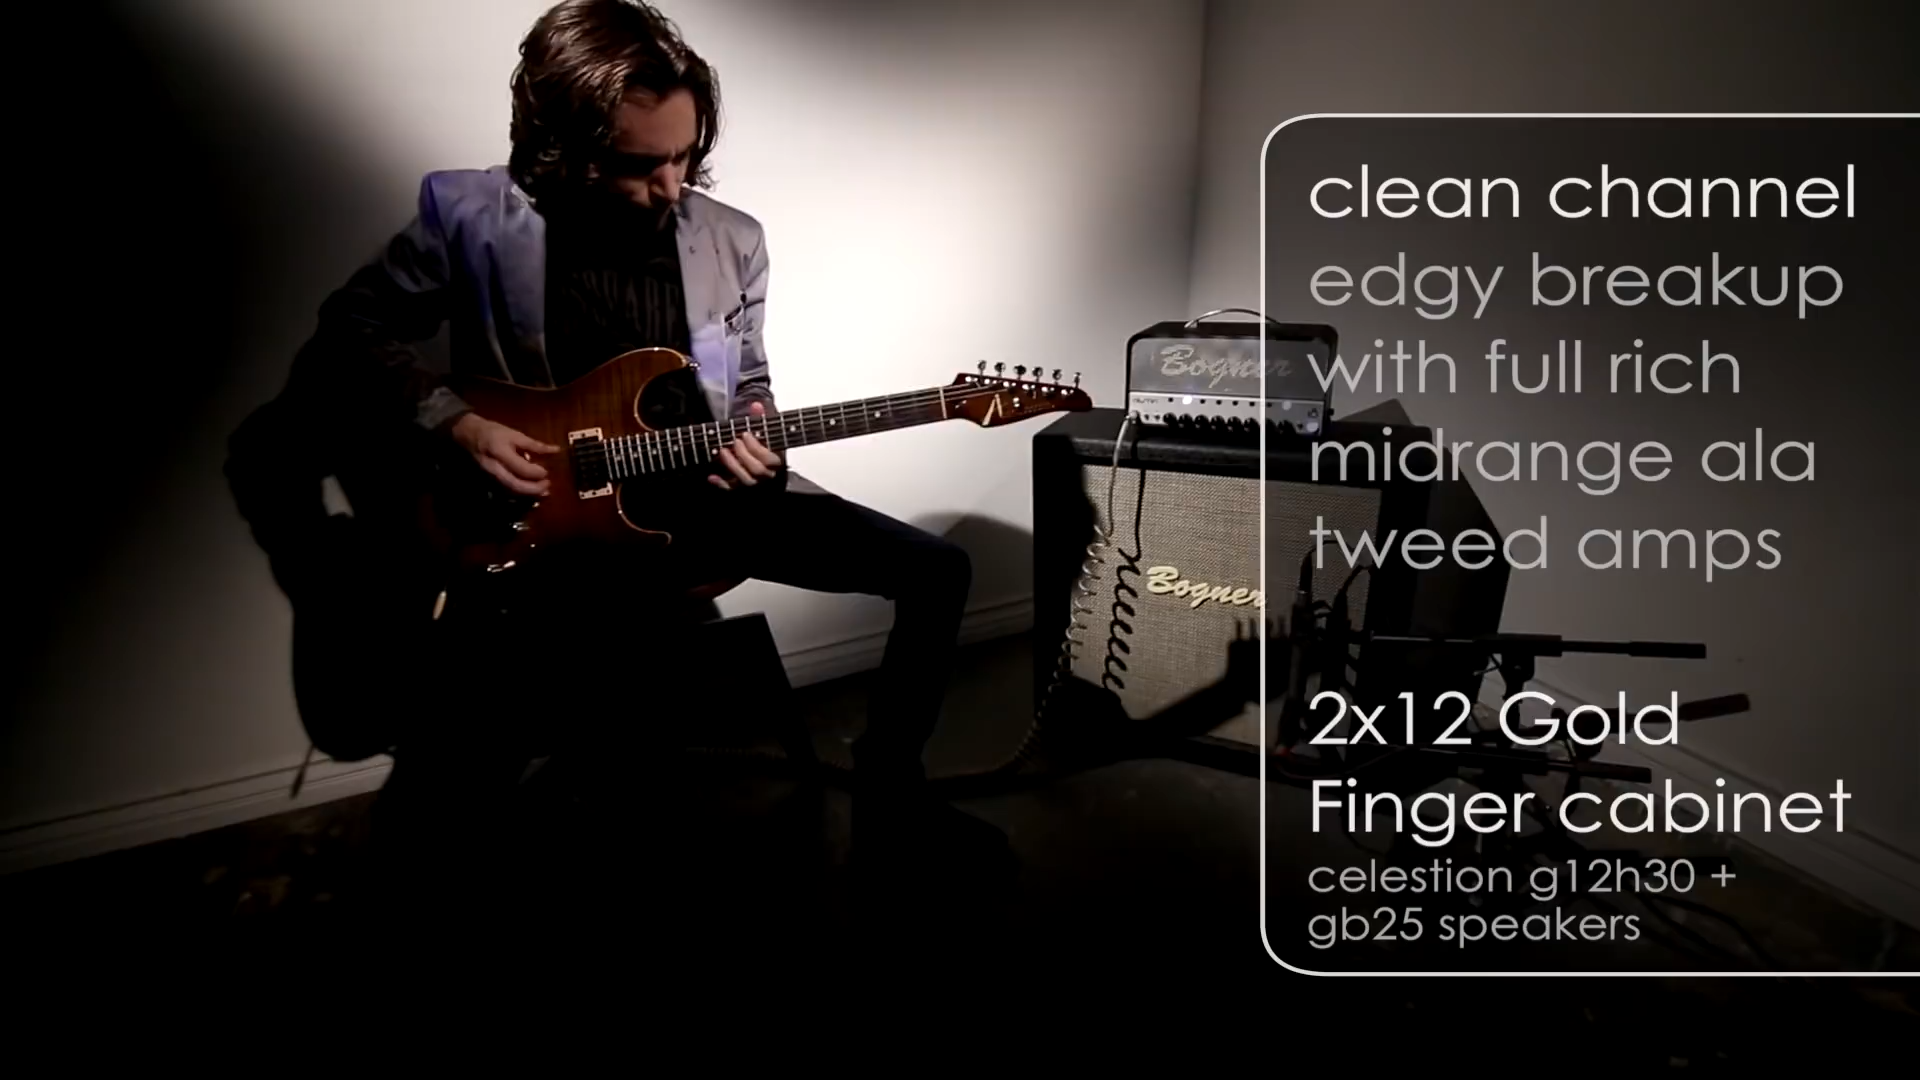 clean channel
edgy breakup
with full rich
midrange ala
tweed amps
2x12 Gold
Finger cabinet
celestion g12h30 +
gb25 speakers
Bogner
Bogner